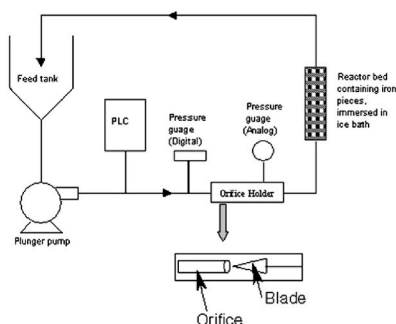 Feed tank
PLC
Pressure
guage
(Digital)
Pressure
guage
(Analog)
Reactor bed
containing iron
pieces,
immersed in
ice bath
Orifice Holder
Plunger pump
Blade
Orifice